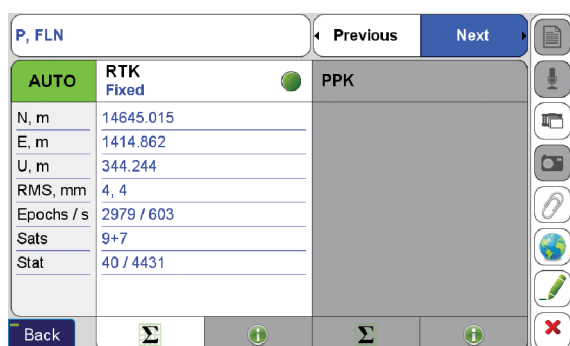 P, FLN Previous Next
AUTO RTK Fixed PPK
N, m 14645.015
E, m 1414.862
U, m 344.244
RMS, mm 4, 4
Epochs / s 2979 / 603
Sats 9+7
Stat 40 / 4431
Back Σ Σ